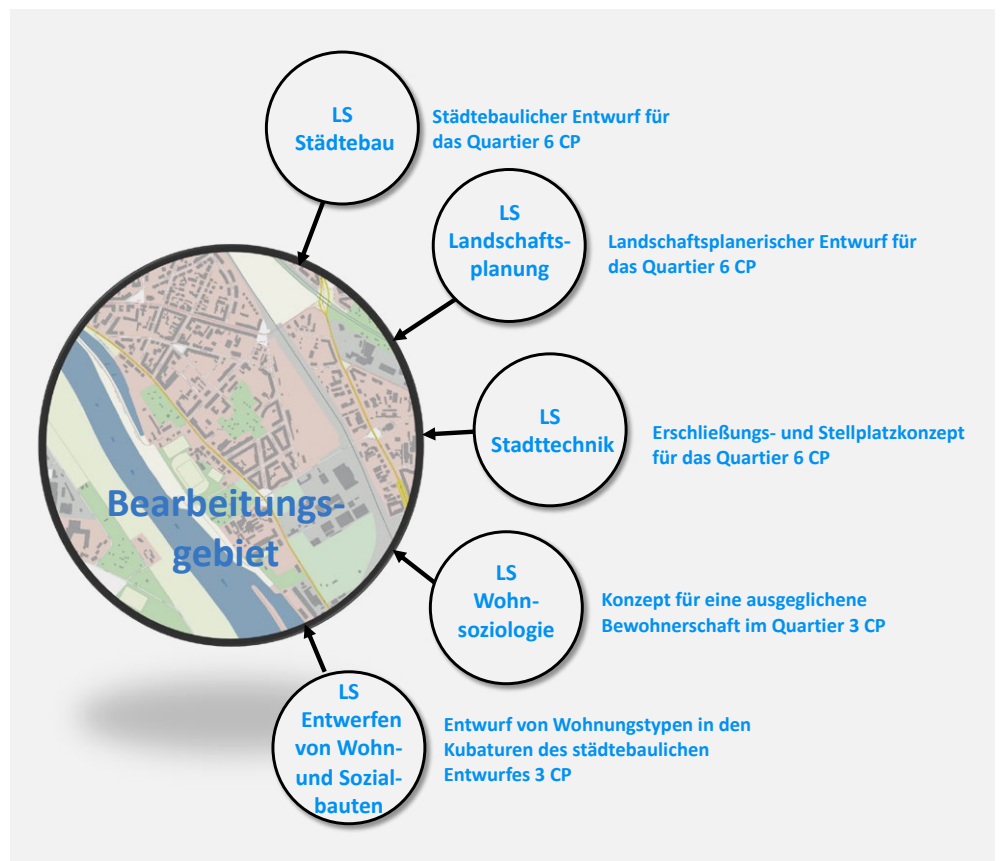 LS
Städtebau
Städtebaulicher Entwurf für
das Quartier 6 CP
LS
Landschafts-
planung
Landschaftsplanerischer Entwurf für
das Quartier 6 CP
LS
Stadttechnik
Erschließungs- und Stellplatzkonzept
für das Quartier 6 CP
Bearbeitungs-
gebiet
LS
Wohn-
soziologie
Konzept für eine ausgeglichene
Bewohnerschaft im Quartier 3 CP
LS
Entwerfen
von Wohn-
und Sozial-
bauten
Entwurf von Wohnungstypen in den
Kubaturen des städtebaulichen
Entwurfes 3 CP